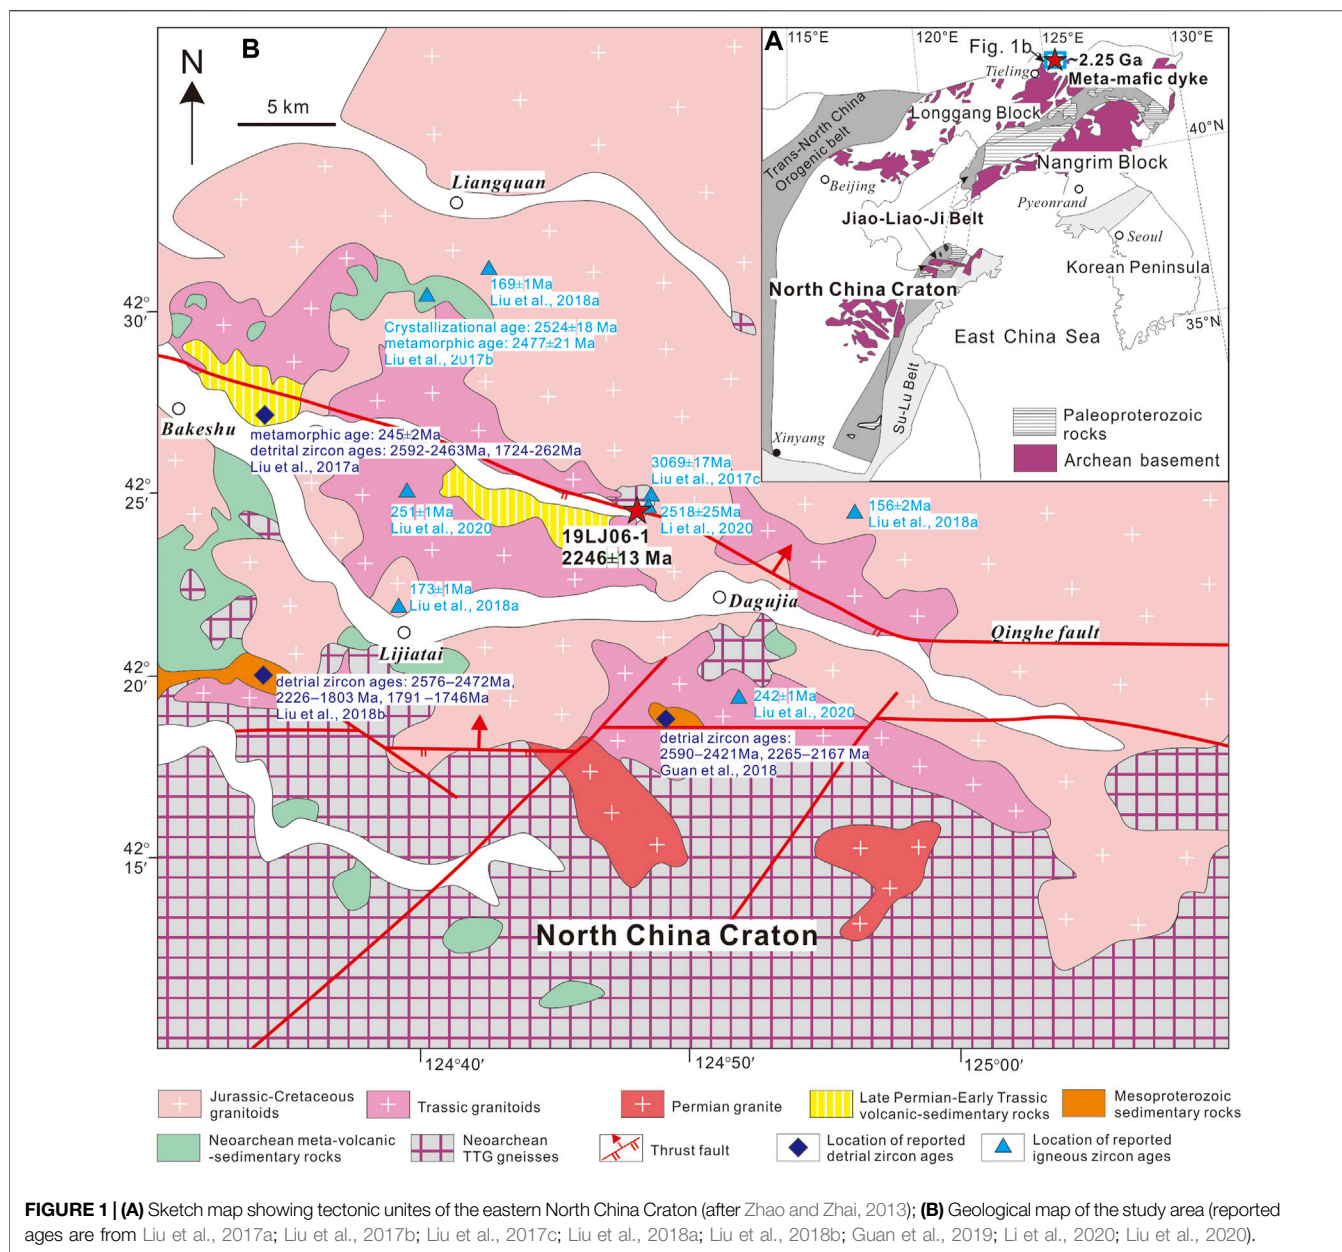 B
N
5 km
Liangquan
169±1Ma
Liu et al., 2018a
Crystallizational age: 2524±18 Ma
metamorphic age: 2477±21 Ma
Liu et al., 2017b
42°
30′
Bakeshu
metamorphic age: 245±2Ma
detrital zircon ages: 2592-2463Ma, 1724-262Ma
Liu et al., 2017a
3069±17Ma
Liu et al., 2017c
42°
25′
251±1Ma
Liu et al., 2020
2518±25Ma
Li et al., 2020
156±2Ma
Liu et al., 2018a
19LJ06-1
2246±13 Ma
173±1Ma
Liu et al., 2018a
Dagujia
Qinghe fault
Lijiatai
42°
20′
detrial zircon ages: 2576–2472Ma,
2226–1803 Ma, 1791–1746Ma
Liu et al., 2018b
242±1Ma
Liu et al., 2020
detrial zircon ages:
2590–2421Ma, 2265–2167 Ma
Guan et al., 2018
42°
15′
North China Craton
124°40′
124°50′
125°00′
A
115°E
120°E
125°E
130°E
Fig. 1b
~2.25 Ga
Meta-mafic dyke
Tieling
Longgang Block
40°N
Trans-North China
Orogenic belt
Nangrim Block
Beijing
Pyeonrand
Jiao-Liao-Ji Belt
Seoul
Korean Peninsula
North China Craton
35°N
East China Sea
Su-Lu Belt
Xinyang
Paleoproterozoic
rocks
Archean basement
Jurassic-Cretaceous
granitoids
Trassic granitoids
Permian granite
Late Permian-Early Trassic
volcanic-sedimentary rocks
Mesoproterozoic
sedimentary rocks
Neoarchean meta-volcanic
-sedimentary rocks
Neoarchean
TTG gneisses
Thrust fault
Location of reported
detrial zircon ages
Location of reported
igneous zircon ages
FIGURE 1 | (A) Sketch map showing tectonic unites of the eastern North China Craton (after Zhao and Zhai, 2013); (B) Geological map of the study area (reported
ages are from Liu et al., 2017a; Liu et al., 2017b; Liu et al., 2017c; Liu et al., 2018a; Liu et al., 2018b; Guan et al., 2019; Li et al., 2020; Liu et al., 2020).